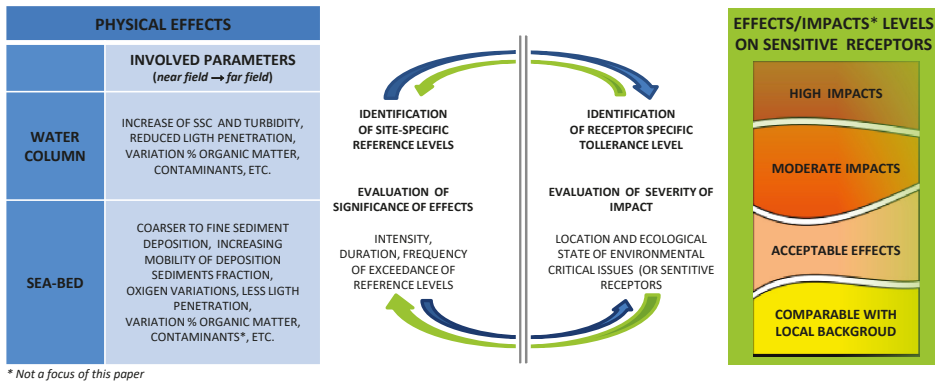 PHYSICAL EFFECTS
INVOLVED PARAMETERS
(near field → far field)
WATER
COLUMN
INCREASE OF SSC AND TURBIDITY,
REDUCED LIGTH PENETRATION,
VARIATION % ORGANIC MATTER,
CONTAMINANTS, ETC.
SEA-BED
COARSER TO FINE SEDIMENT
DEPOSITION, INCREASING
MOBILITY OF DEPOSITION
SEDIMENTS FRACTION,
OXIGEN VARIATIONS, LESS LIGTH
PENETRATION,
VARIATION % ORGANIC MATTER,
CONTAMINANTS*, ETC.
* Not a focus of this paper
IDENTIFICATION
OF SITE-SPECIFIC
REFERENCE LEVELS
EVALUATION OF
SIGNIFICANCE OF EFFECTS
INTENSITY,
DURATION, FREQUENCY
OF EXCEEDANCE OF
REFERENCE LEVELS
IDENTIFICATION
OF RECEPTOR SPECIFIC
TOLLERANCE LEVEL
EVALUATION OF SEVERITY OF
IMPACT
LOCATION AND ECOLOGICAL
STATE OF ENVIRONMENTAL
CRITICAL ISSUES (OR SENTITIVE
RECEPTORS
EFFECTS/IMPACTS* LEVELS
ON SENSITIVE RECEPTORS
HIGH IMPACTS
MODERATE IMPACTS
ACCEPTABLE EFFECTS
COMPARABLE WITH
LOCAL BACKGROUD